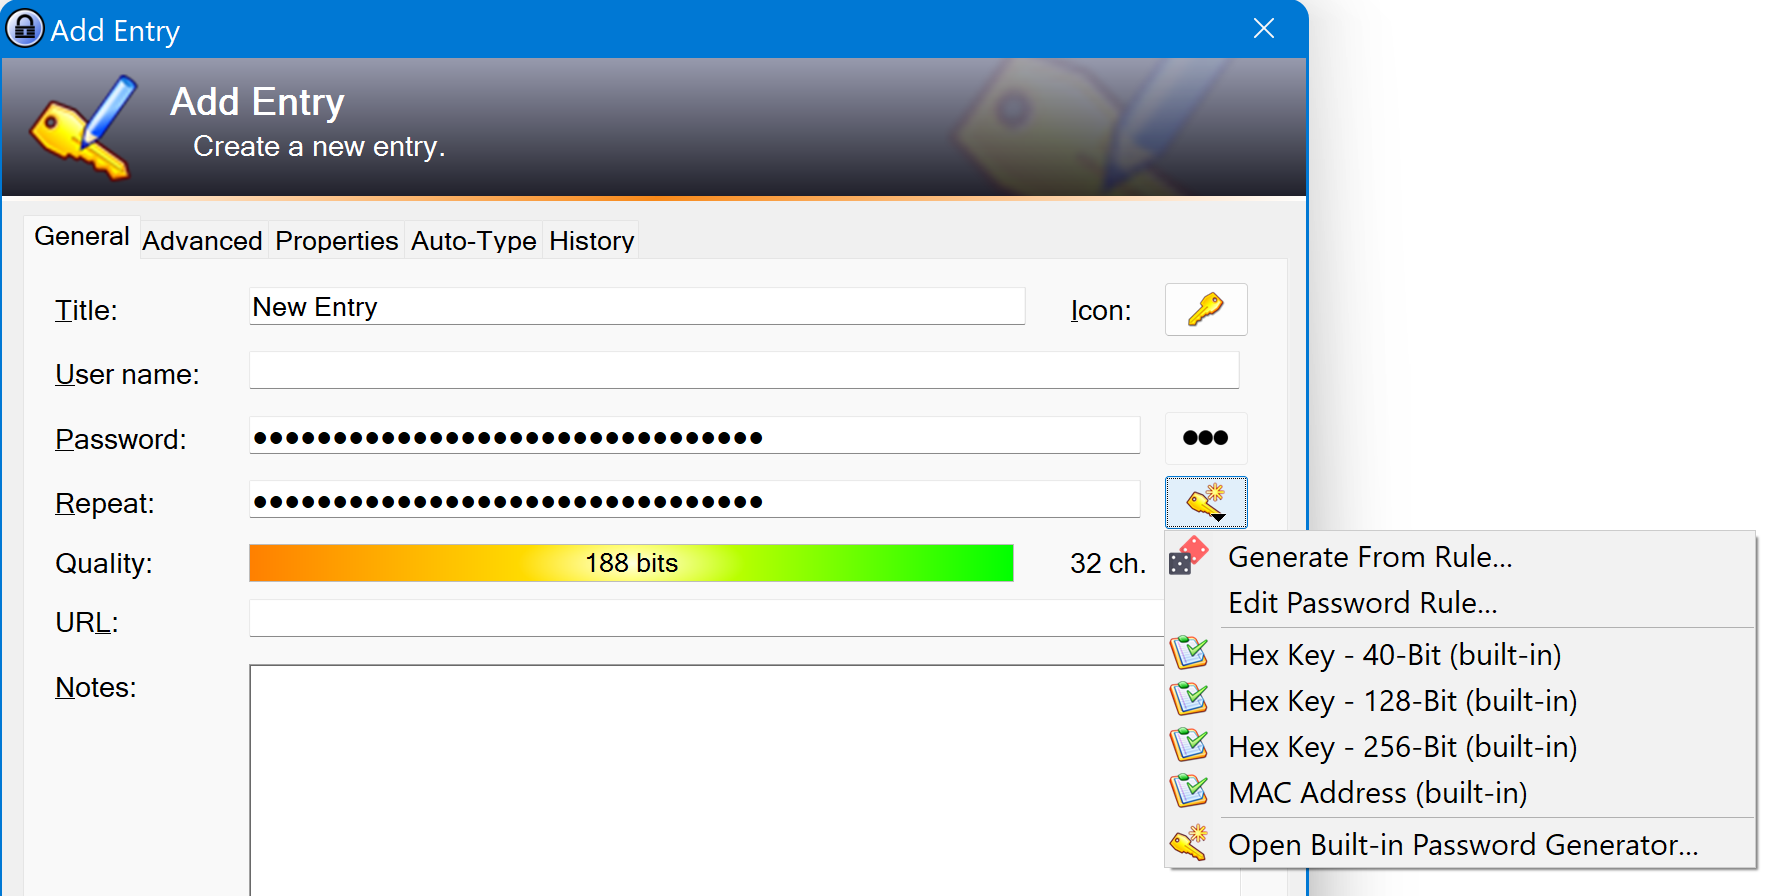 Add Entry
Add Entry
Create a new entry.
General Advanced Properties Auto-Type History
Title: New Entry Icon:
User name:
Password: ●●●●●●●●●●●●●●●●●●●●●●●●●●●●●●●● ●●●
Repeat: ●●●●●●●●●●●●●●●●●●●●●●●●●●●●●●●●
Quality: 188 bits 32 ch.
URL:
Notes:
Generate From Rule...
Edit Password Rule...
Hex Key - 40-Bit (built-in)
Hex Key - 128-Bit (built-in)
Hex Key - 256-Bit (built-in)
MAC Address (built-in)
Open Built-in Password Generator...